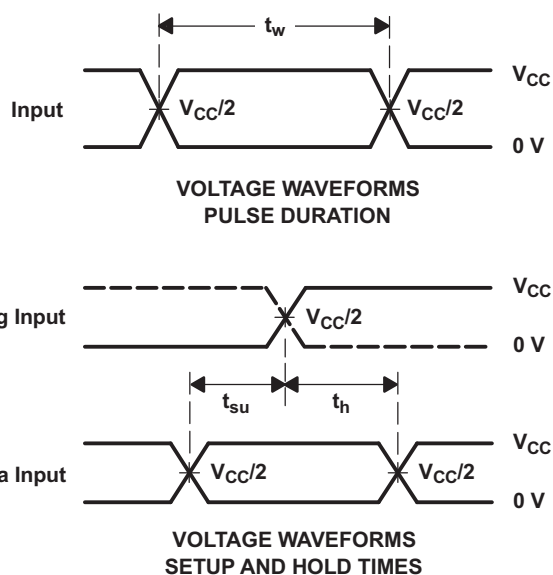 t_w
V_CC
Input
V_CC/2
V_CC/2
0 V
VOLTAGE WAVEFORMS
PULSE DURATION
V_CC
g Input
V_CC/2
0 V
t_su
t_h
V_CC
a Input
V_CC/2
V_CC/2
0 V
VOLTAGE WAVEFORMS
SETUP AND HOLD TIMES